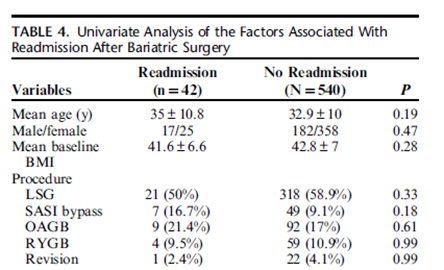 TABLE 4. Univariate Analysis of the Factors Associated With
Readmission After Bariatric Surgery
Readmission No Readmission
Variables (n = 42) (N = 540) P
Mean age (y) 35 ± 10.8 32.9 ± 10 0.19
Male/female 17/25 182/358 0.47
Mean baseline 41.6 ± 6.6 42.8 ± 7 0.28
BMI
Procedure
LSG 21 (50%) 318 (58.9%) 0.33
SASI bypass 7 (16.7%) 49 (9.1%) 0.18
OAGB 9 (21.4%) 92 (17%) 0.61
RYGB 4 (9.5%) 59 (10.9%) 0.99
Revision 1 (2.4%) 22 (4.1%) 0.99